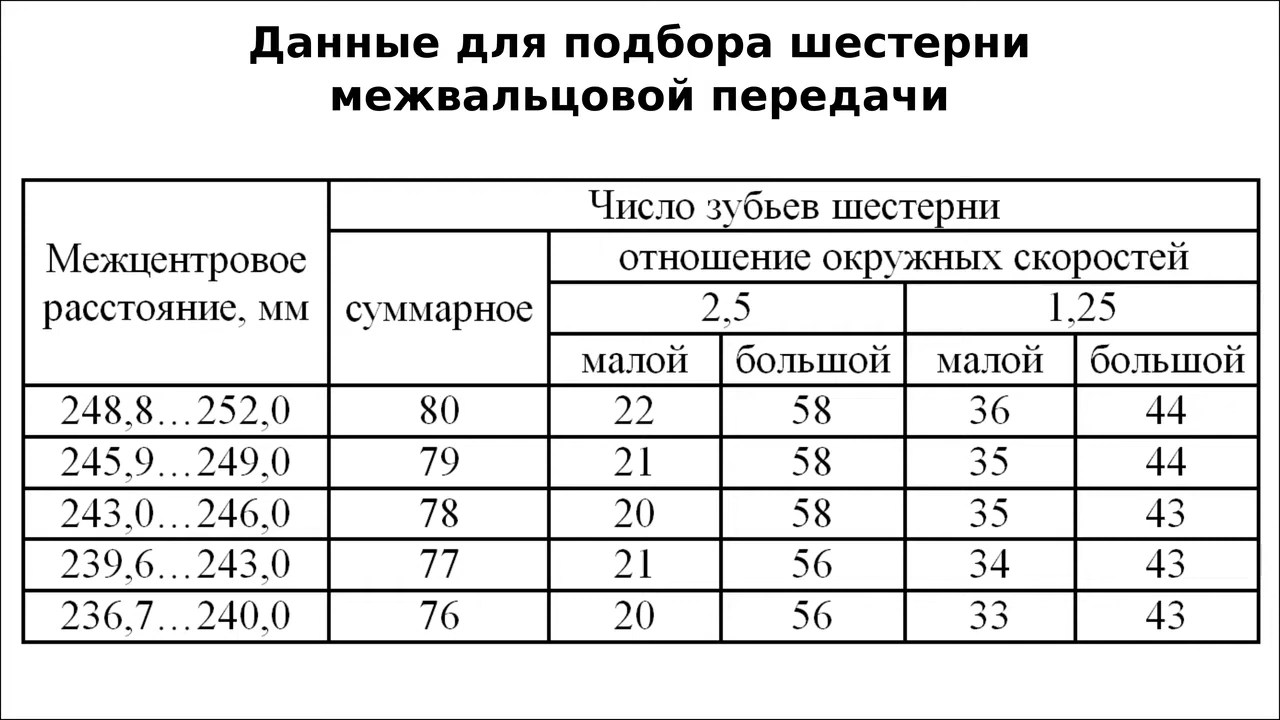 Данные для подбора шестерни
межвальцовой передачи
Межцентровое
расстояние, мм
Число зубьев шестерни
суммарное
отношение окружных скоростей
2,5 1,25
малой большой малой большой
248,8…252,0 80 22 58 36 44
245,9…249,0 79 21 58 35 44
243,0…246,0 78 20 58 35 43
239,6…243,0 77 21 56 34 43
236,7…240,0 76 20 56 33 43